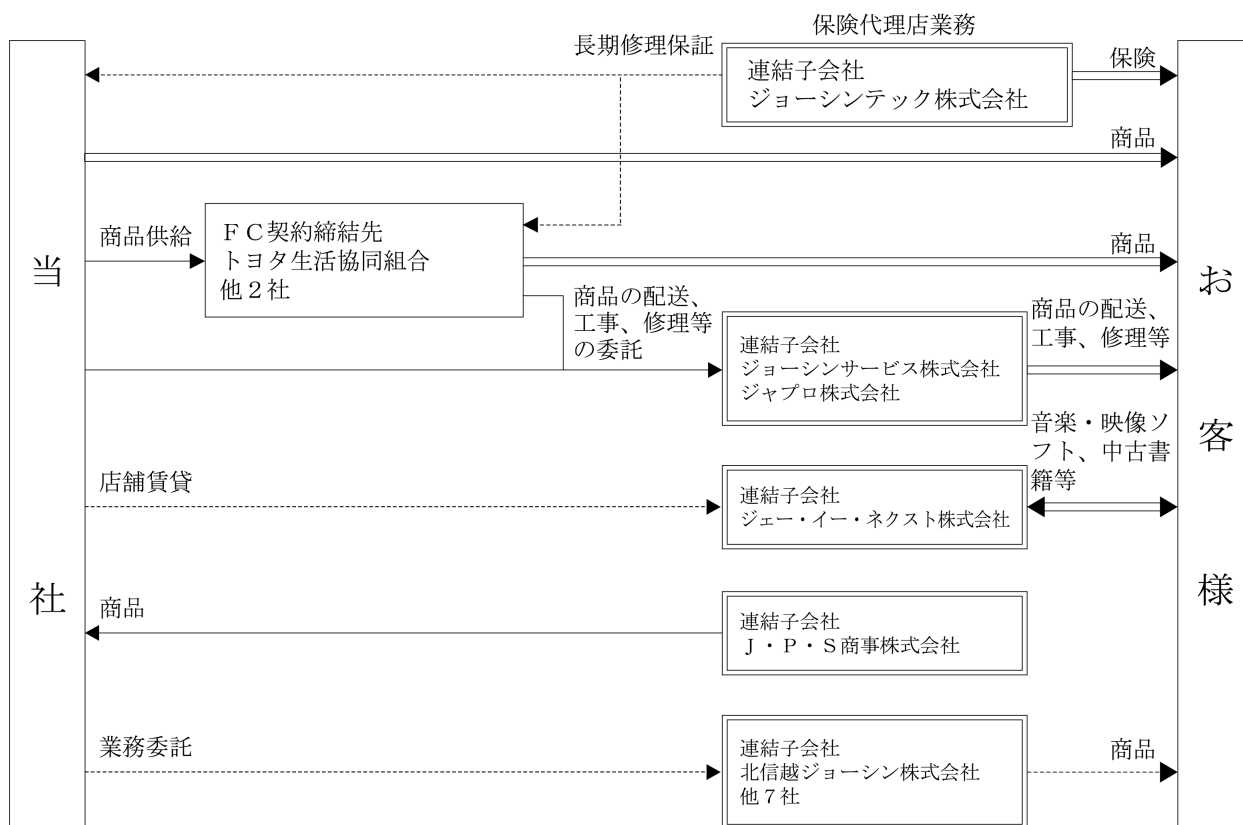 保険代理店業務
長期修理保証
連結子会社
ジョーシンテック株式会社
保険
商品
当社
お客様
商品供給
ＦＣ契約締結先
トヨタ生活協同組合
他２社
商品
商品の配送、
工事、修理等
の委託
連結子会社
ジョーシンサービス株式会社
ジャプロ株式会社
商品の配送、
工事、修理等
店舗賃貸
連結子会社
ジェー・イー・ネクスト株式会社
音楽・映像ソ
フト、中古書
籍等
商品
連結子会社
Ｊ・Ｐ・Ｓ商事株式会社
業務委託
連結子会社
北信越ジョーシン株式会社
他７社
商品